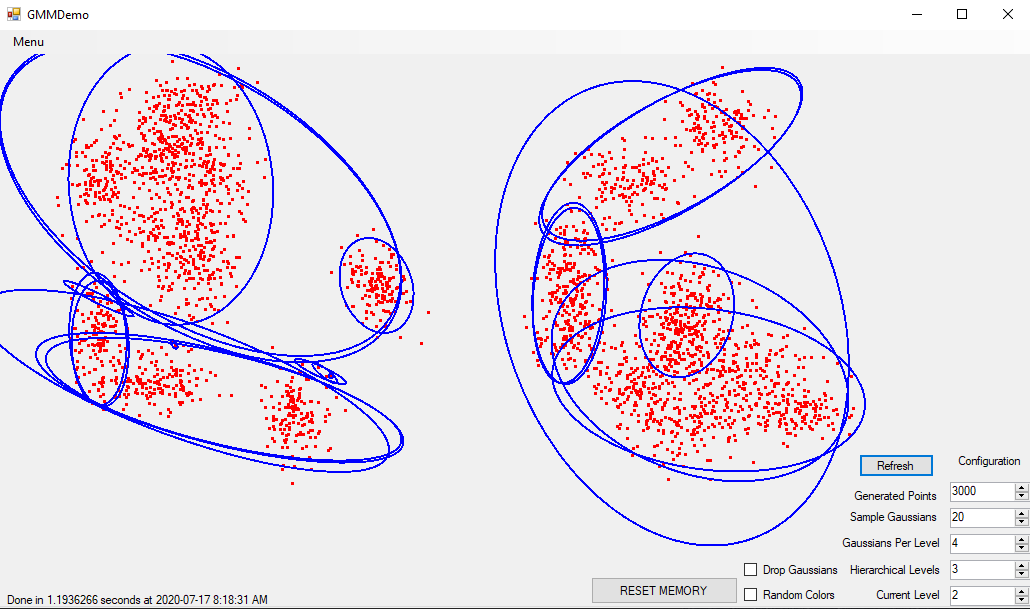 GMMDemo
Menu
Refresh
Configuration
Generated Points 3000
Sample Gaussians 20
Gaussians Per Level 4
Drop Gaussians Hierarchical Levels 3
RESET MEMORY Random Colors Current Level 2
Done in 1.1936266 seconds at 2020-07-17 8:18:31 AM